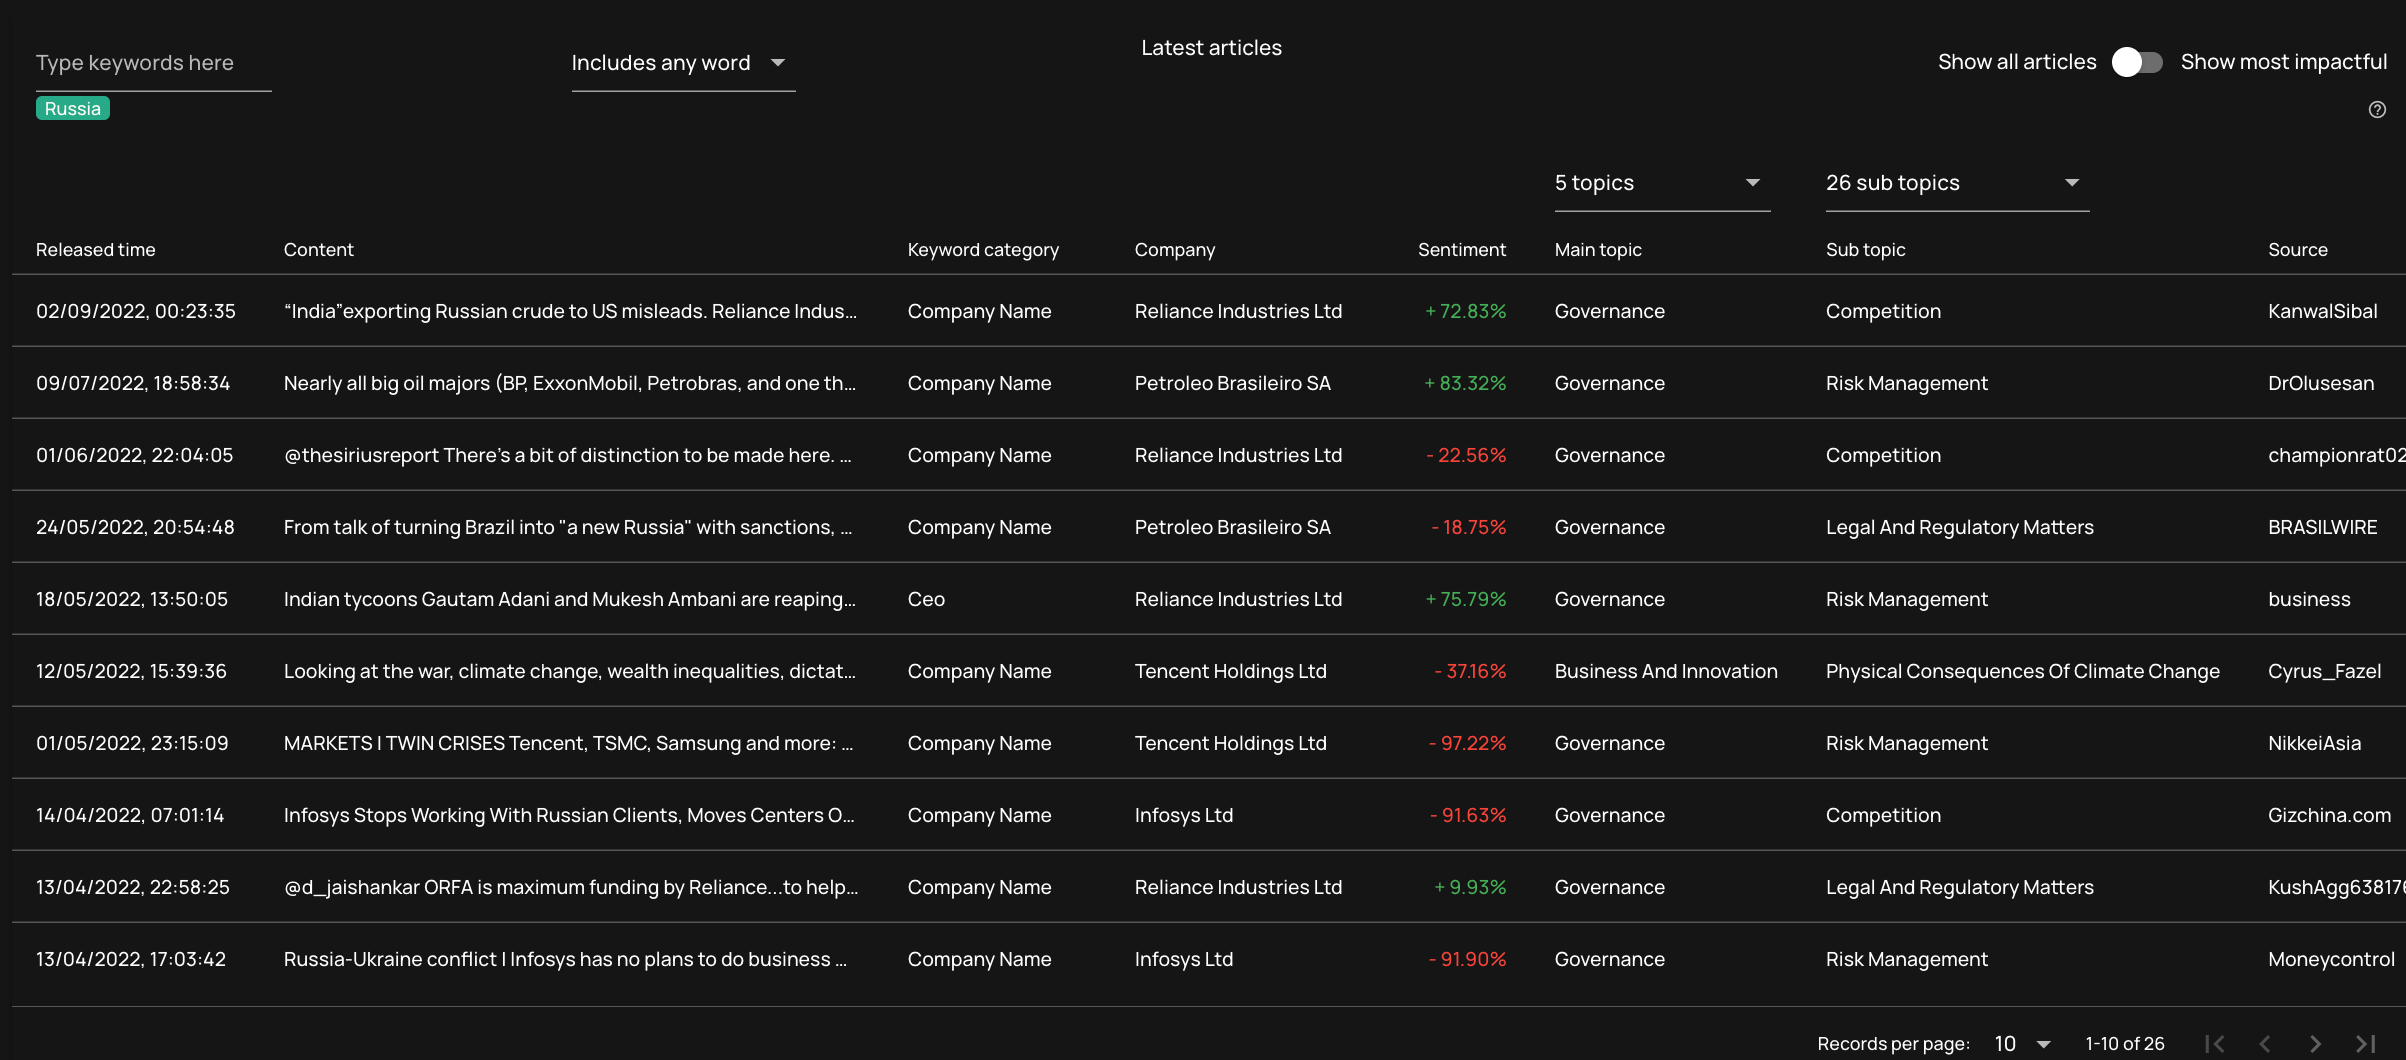 Latest articles
Type keywords here
Includes any word
Show all articles
Show most impactful
Russia
5 topics
26 sub topics
Released time Content Keyword category Company Sentiment Main topic Sub topic Source
02/09/2022, 00:23:35 “India”exporting Russian crude to US misleads. Reliance Indus... Company Name Reliance Industries Ltd + 72.83% Governance Competition KanwalSibal
09/07/2022, 18:58:34 Nearly all big oil majors (BP, ExxonMobil, Petrobras, and one th... Company Name Petroleo Brasileiro SA + 83.32% Governance Risk Management DrOlusesan
01/06/2022, 22:04:05 @thesiriusreport There's a bit of distinction to be made here. ... Company Name Reliance Industries Ltd - 22.56% Governance Competition championrat02
24/05/2022, 20:54:48 From talk of turning Brazil into "a new Russia" with sanctions, ... Company Name Petroleo Brasileiro SA - 18.75% Governance Legal And Regulatory Matters BRASILWIRE
18/05/2022, 13:50:05 Indian tycoons Gautam Adani and Mukesh Ambani are reaping... Ceo Reliance Industries Ltd + 75.79% Governance Risk Management business
12/05/2022, 15:39:36 Looking at the war, climate change, wealth inequalities, dictat... Company Name Tencent Holdings Ltd - 37.16% Business And Innovation Physical Consequences Of Climate Change Cyrus_Fazel
01/05/2022, 23:15:09 MARKETS | TWIN CRISES Tencent, TSMC, Samsung and more: ... Company Name Tencent Holdings Ltd - 97.22% Governance Risk Management NikkeiAsia
14/04/2022, 07:01:14 Infosys Stops Working With Russian Clients, Moves Centers O... Company Name Infosys Ltd - 91.63% Governance Competition Gizchina.com
13/04/2022, 22:58:25 @d_jaishankar ORFA is maximum funding by Reliance...to help... Company Name Reliance Industries Ltd + 9.93% Governance Legal And Regulatory Matters KushAgg638176
13/04/2022, 17:03:42 Russia-Ukraine conflict | Infosys has no plans to do business ... Company Name Infosys Ltd - 91.90% Governance Risk Management Moneycontrol
Records per page: 10 1-10 of 26